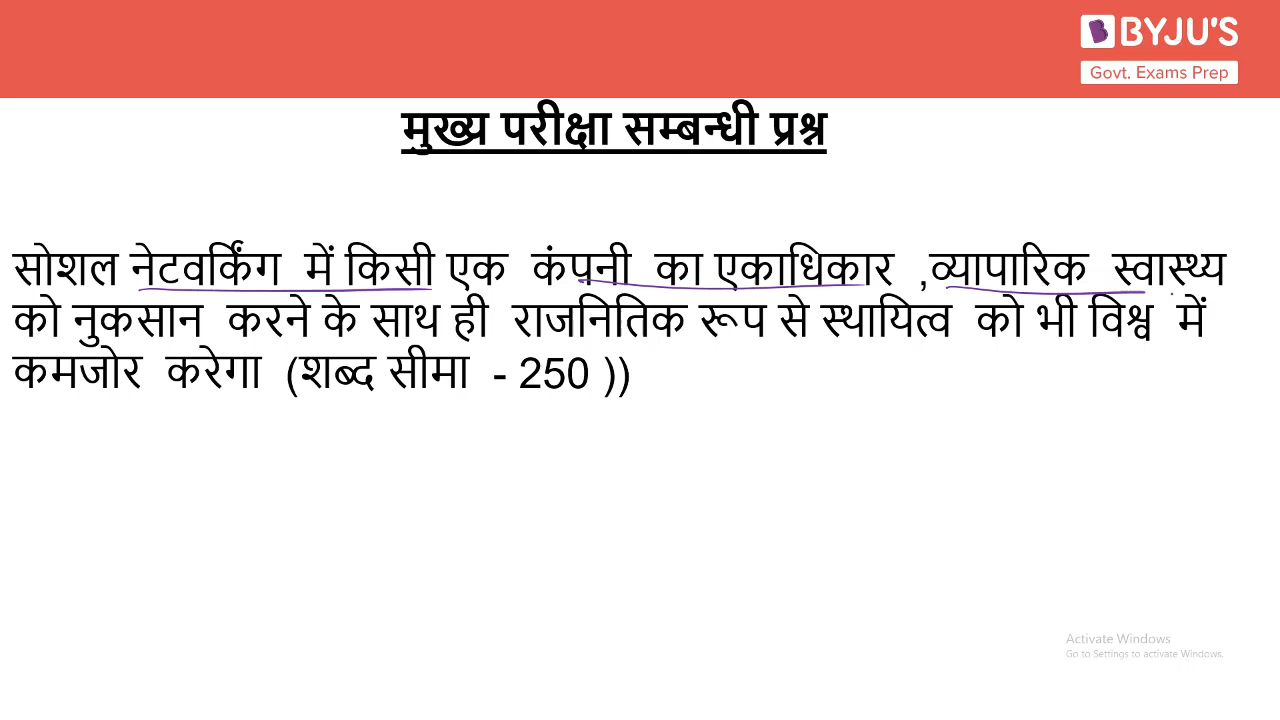 BYJU'S
Govt. Exams Prep
मुख्य परीक्षा सम्बन्धी प्रश्न
सोशल नेटवर्किंग में किसी एक कंपनी का एकाधिकार ,व्यापारिक स्वास्थ्य
को नुकसान करने के साथ ही राजनितिक रूप से स्थायित्व को भी विश्व में
कमजोर करेगा (शब्द सीमा - 250 ))
Activate Windows
Go to Settings to activate Windows.